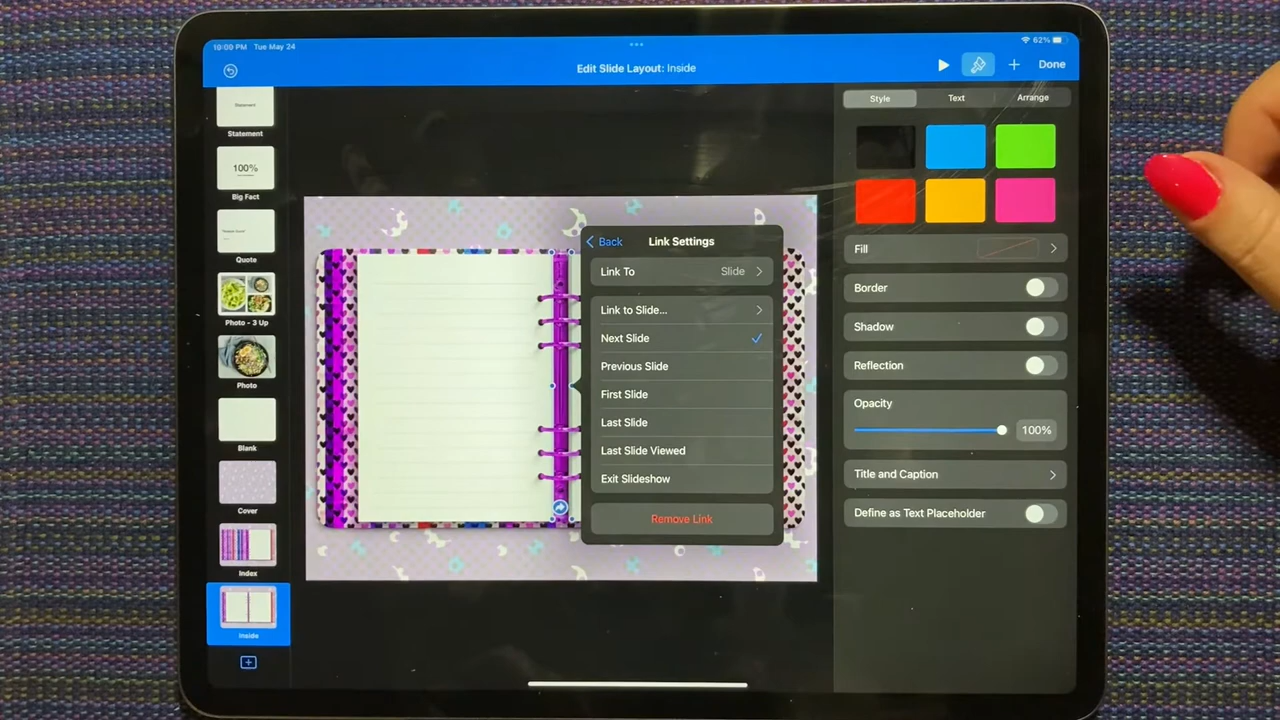 19:09 PM Tue May 24
62%
Edit Slide Layout: Inside
Done
Statement
Statement
100%
Big Fact
Quote
Photo - 3 Up
Photo
Blank
Cover
Index
Inside
Back
Link Settings
Link To
Slide
Link to Slide...
Next Slide
Previous Slide
First Slide
Last Slide
Last Slide Viewed
Exit Slideshow
Remove Link
Style
Text
Arrange
Fill
Border
Shadow
Reflection
Opacity
100%
Title and Caption
Define as Text Placeholder